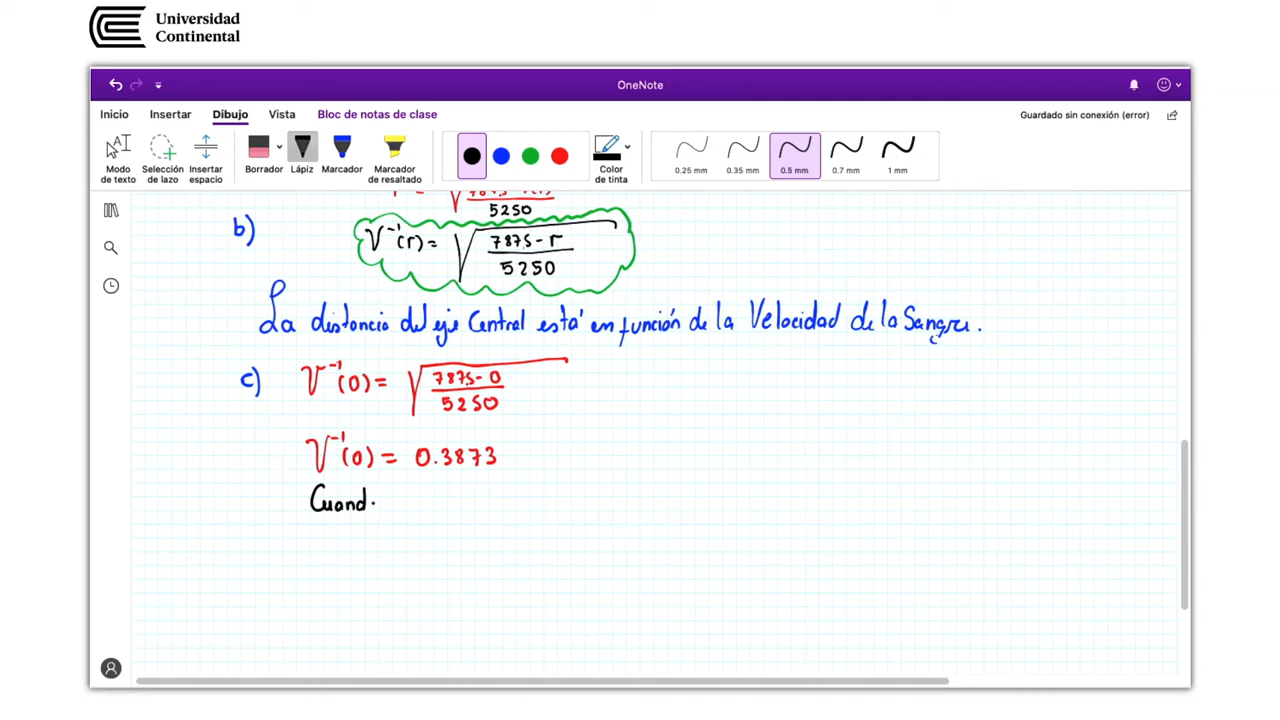 Universidad
Continental
OneNote
Inicio Insertar Dibujo Vista Bloc de notas de clase
Guardado sin conexión (error)
Modo de texto
Selección de lazo
Insertar espacio
Borrador
Lápiz
Marcador
Marcador de resaltado
Color de tinta
0.25 mm
0.35 mm
0.5 mm
0.7 mm
1 mm
5250
b) V⁻¹(r) = √((7875 - r)/5250)
La distancia del eje Central está en función de la Velocidad de la Sangre.
c) V⁻¹(0) = √((7875 - 0)/5250)
V⁻¹(0) = 0.3873
Cuand